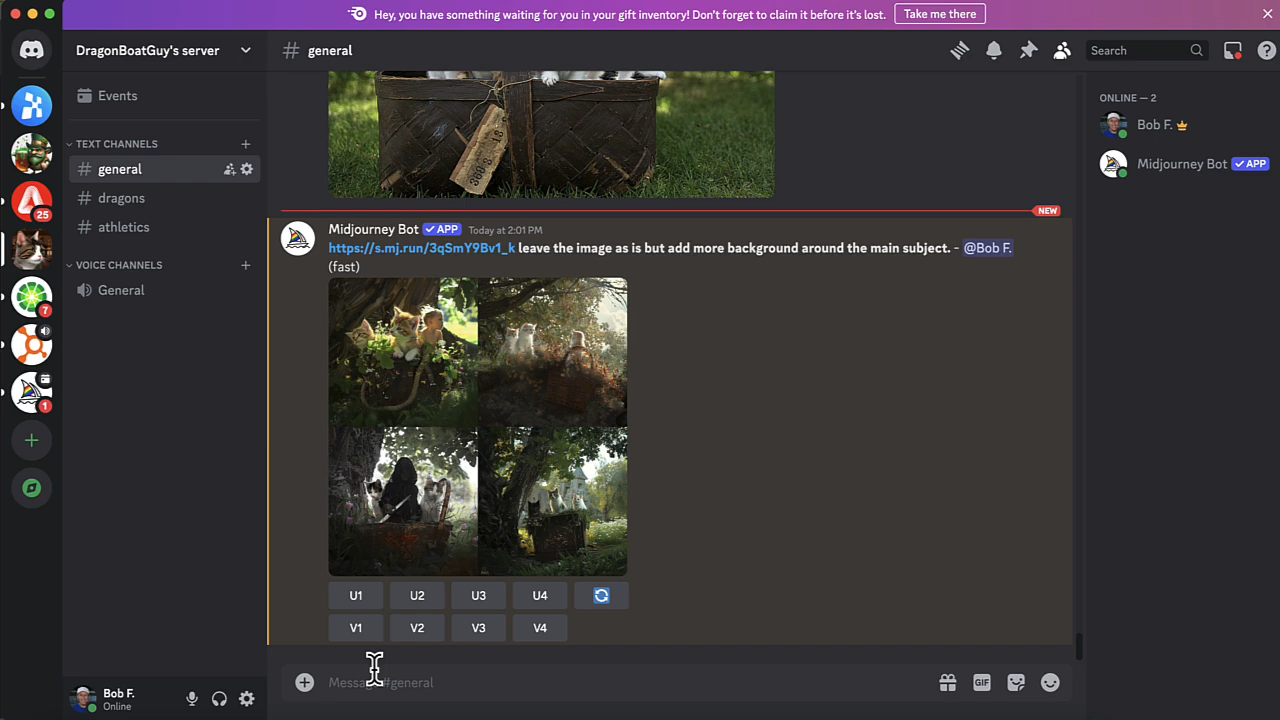 Hey, you have something waiting for you in your gift inventory! Don't forget to claim it before it's lost.
Take me there
DragonBoatGuy's server
general
Search
Events
TEXT CHANNELS
general
dragons
athletics
VOICE CHANNELS
General
25
7
1
NEW
Midjourney Bot APP Today at 2:01 PM
https://s.mj.run/3qSmY9Bv1_k leave the image as is but add more background around the main subject. - @Bob F.
(fast)
U1 U2 U3 U4
V1 V2 V3 V4
Message #general
GIF
ONLINE — 2
Bob F.
Midjourney Bot APP
Bob F.
Online